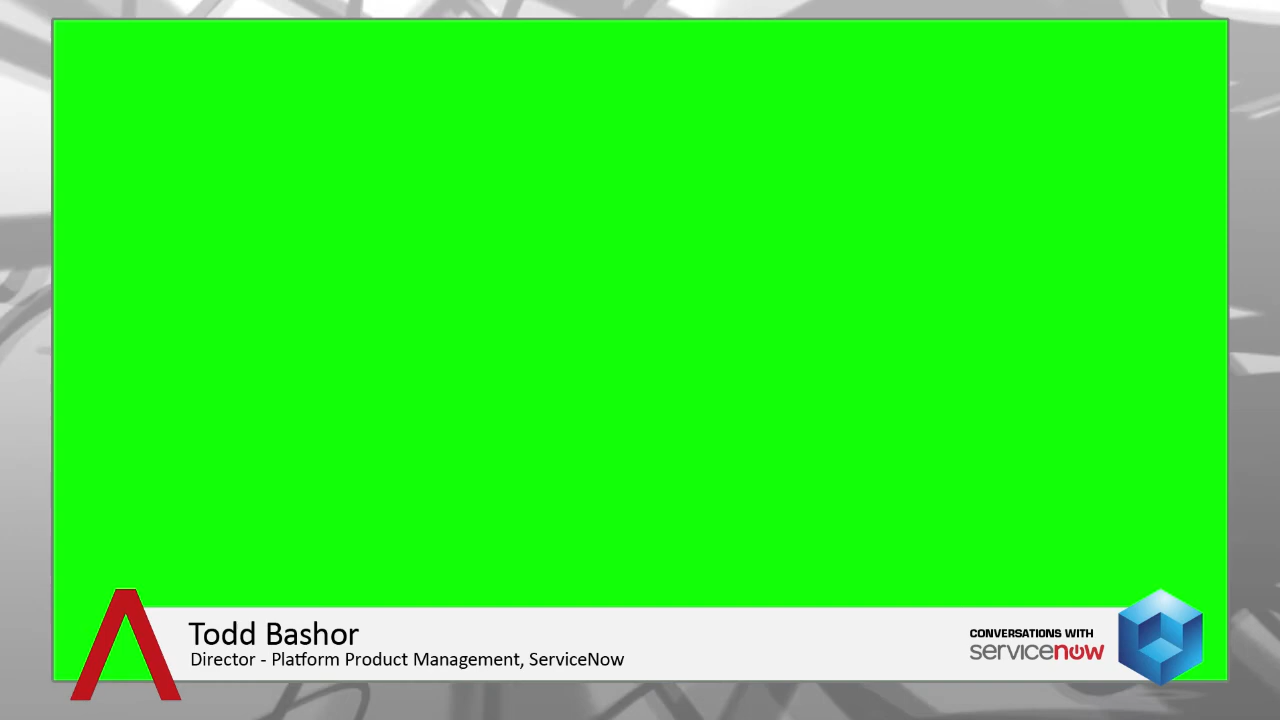 Todd Bashor
Director - Platform Product Management, ServiceNow
CONVERSATIONS WITH
servicenow